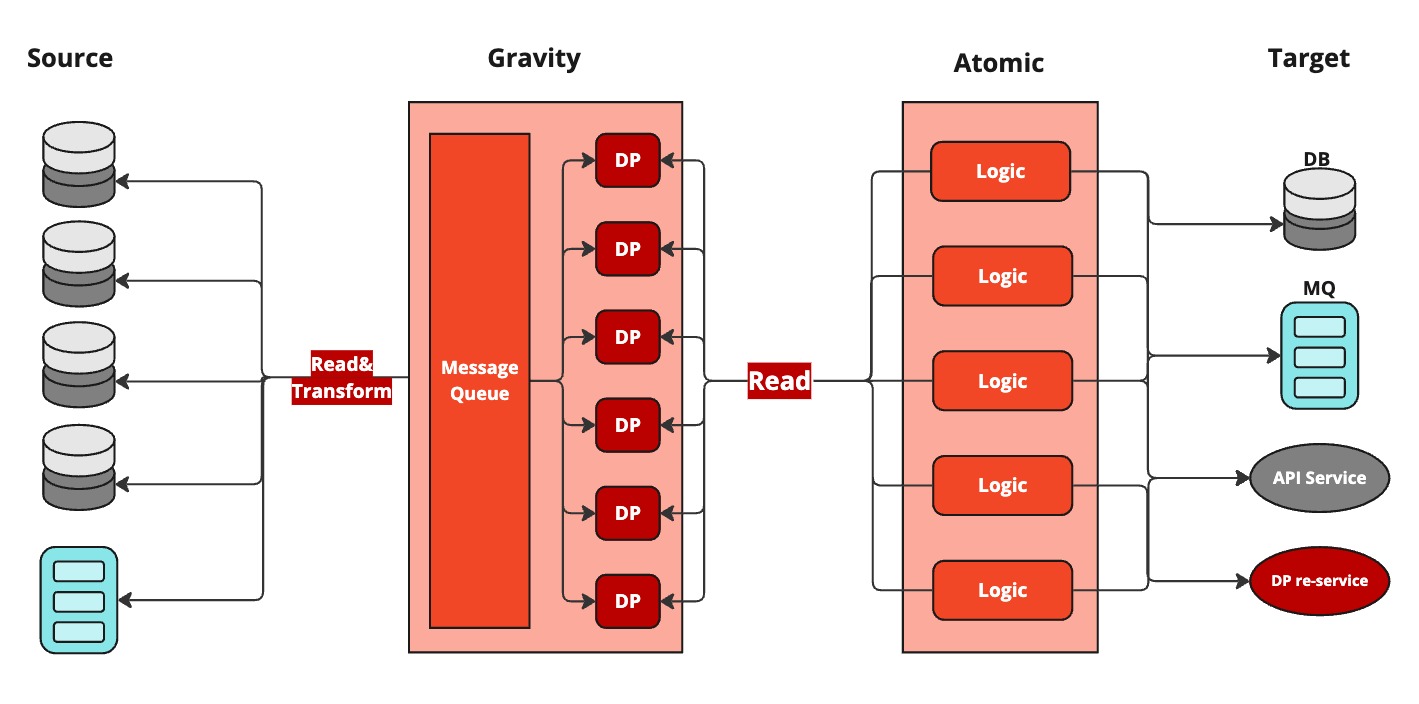 Source
Gravity
Atomic
Target
Read&
Transform
Message
Queue
DP
DP
DP
DP
DP
DP
Read
Logic
Logic
Logic
Logic
Logic
DB
MQ
API Service
DP re-service